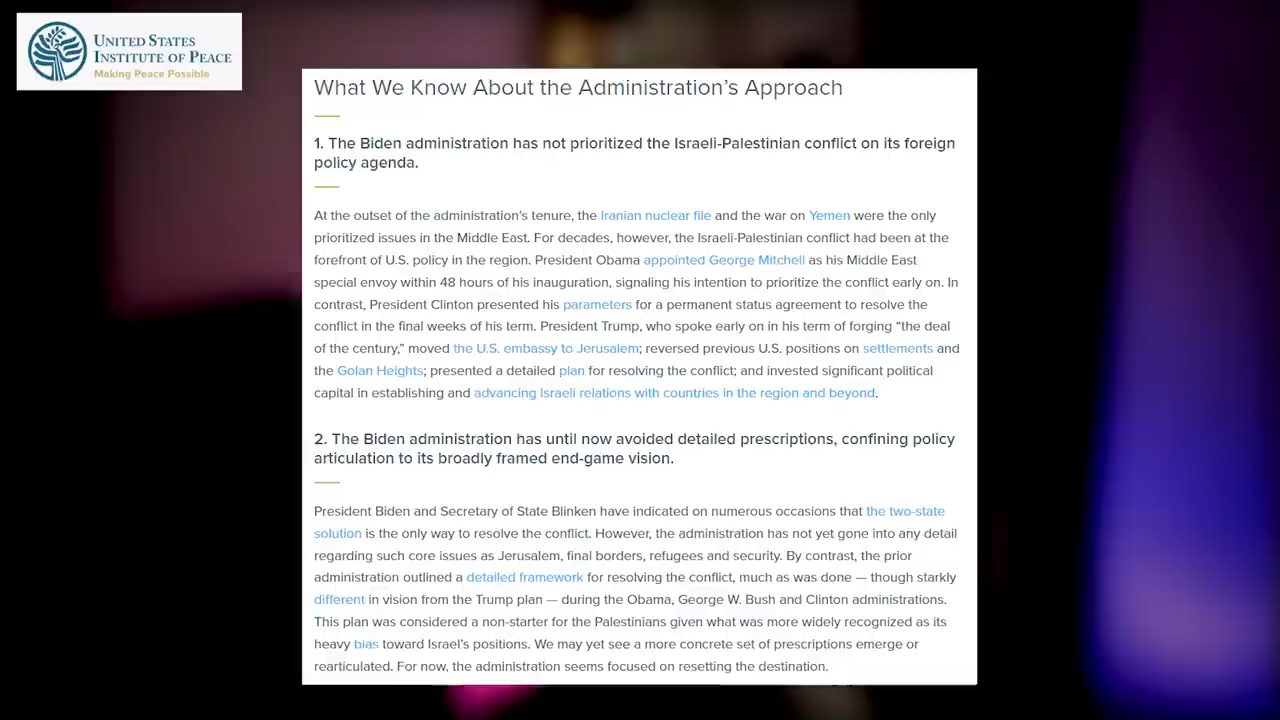 UNITED STATES
INSTITUTE OF PEACE
Making Peace Possible
What We Know About the Administration’s Approach
1. The Biden administration has not prioritized the Israeli-Palestinian conflict on its foreign
policy agenda.
At the outset of the administration’s tenure, the Iranian nuclear file and the war on Yemen were the only
prioritized issues in the Middle East. For decades, however, the Israeli-Palestinian conflict had been at the
forefront of U.S. policy in the region. President Obama appointed George Mitchell as his Middle East
special envoy within 48 hours of his inauguration, signaling his intention to prioritize the conflict early on. In
contrast, President Clinton presented his parameters for a permanent status agreement to resolve the
conflict in the final weeks of his term. President Trump, who spoke early on in his term of forging “the deal
of the century,” moved the U.S. embassy to Jerusalem; reversed previous U.S. positions on settlements and
the Golan Heights; presented a detailed plan for resolving the conflict; and invested significant political
capital in establishing and advancing Israeli relations with countries in the region and beyond.
2. The Biden administration has until now avoided detailed prescriptions, confining policy
articulation to its broadly framed end-game vision.
President Biden and Secretary of State Blinken have indicated on numerous occasions that the two-state
solution is the only way to resolve the conflict. However, the administration has not yet gone into any detail
regarding such core issues as Jerusalem, final borders, refugees and security. By contrast, the prior
administration outlined a detailed framework for resolving the conflict, much as was done — though starkly
different in vision from the Trump plan — during the Obama, George W. Bush and Clinton administrations.
This plan was considered a non-starter for the Palestinians given what was more widely recognized as its
heavy bias toward Israel’s positions. We may yet see a more concrete set of prescriptions emerge or
rearticulated. For now, the administration seems focused on resetting the destination.